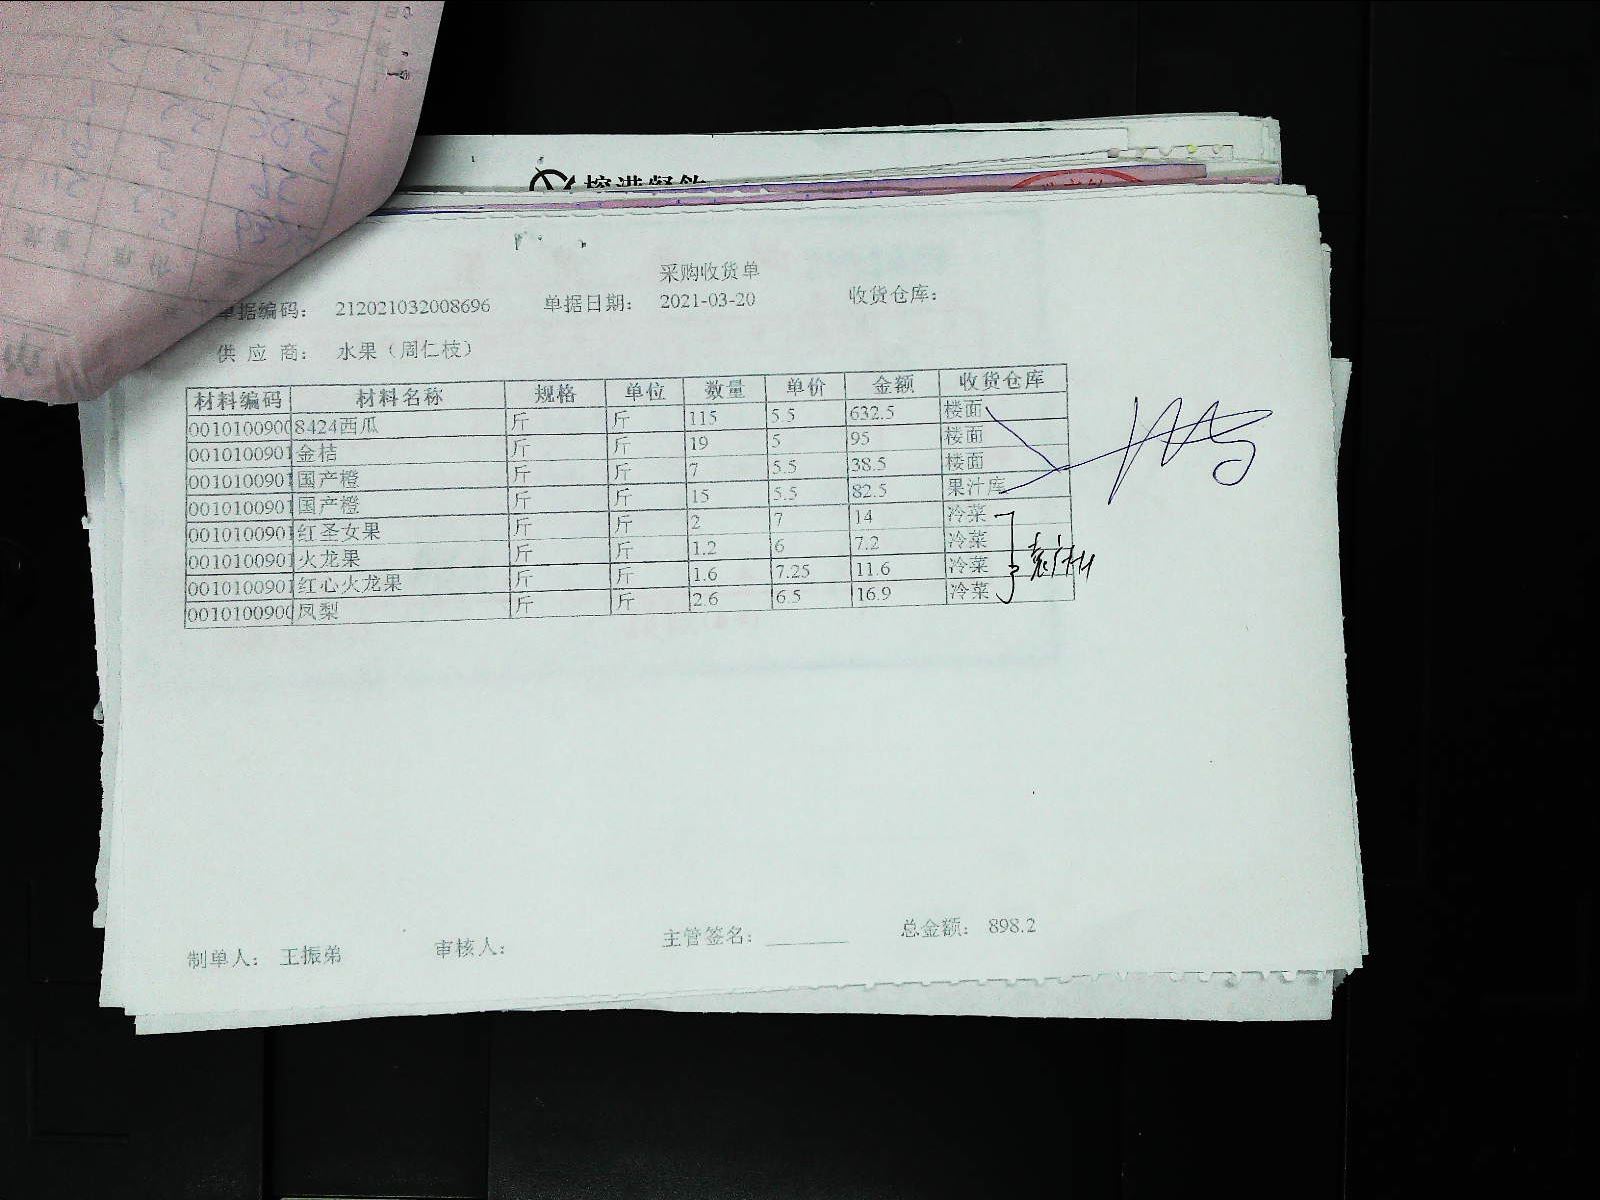 采购收货单
单据编码: 212021032008696 单据日期: 2021-03-20 收货仓库:
供 应 商: 水果（周仁枝）
材料编码 材料名称 规格 单位 数量 单价 金额 收货仓库
0010100900 8424西瓜 斤 斤 115 5.5 632.5 楼面
0010100901 金桔 斤 斤 19 5 95 楼面
0010100901 国产橙 斤 斤 7 5.5 38.5 楼面
0010100901 国产橙 斤 斤 15 5.5 82.5 果汁库
0010100901 红圣女果 斤 斤 2 7 14 冷菜
0010100901 火龙果 斤 斤 1.2 6 7.2 冷菜
0010100901 红心火龙果 斤 斤 1.6 7.25 11.6 冷菜
0010100900 凤梨 斤 斤 2.6 6.5 16.9 冷菜
制单人: 王振弟 审核人: 主管签名: 总金额: 898.2